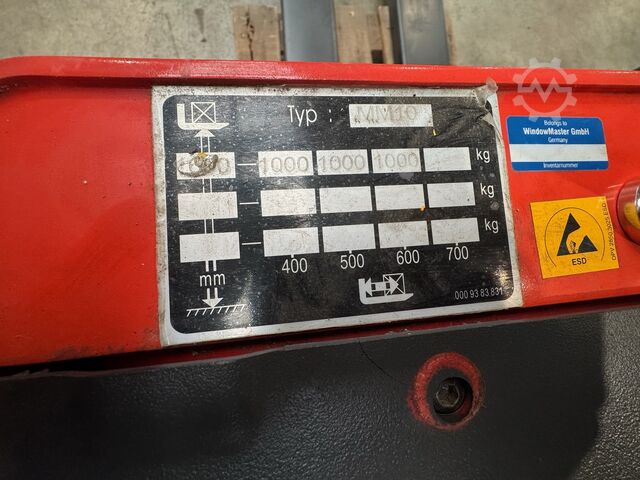 Typ : MM10
1000 1000 1000 kg
kg
kg
mm
400 500 600 700
000 93 83 831
Belongs to
WindowMaster GmbH
Germany
Inventarnummer
ESD